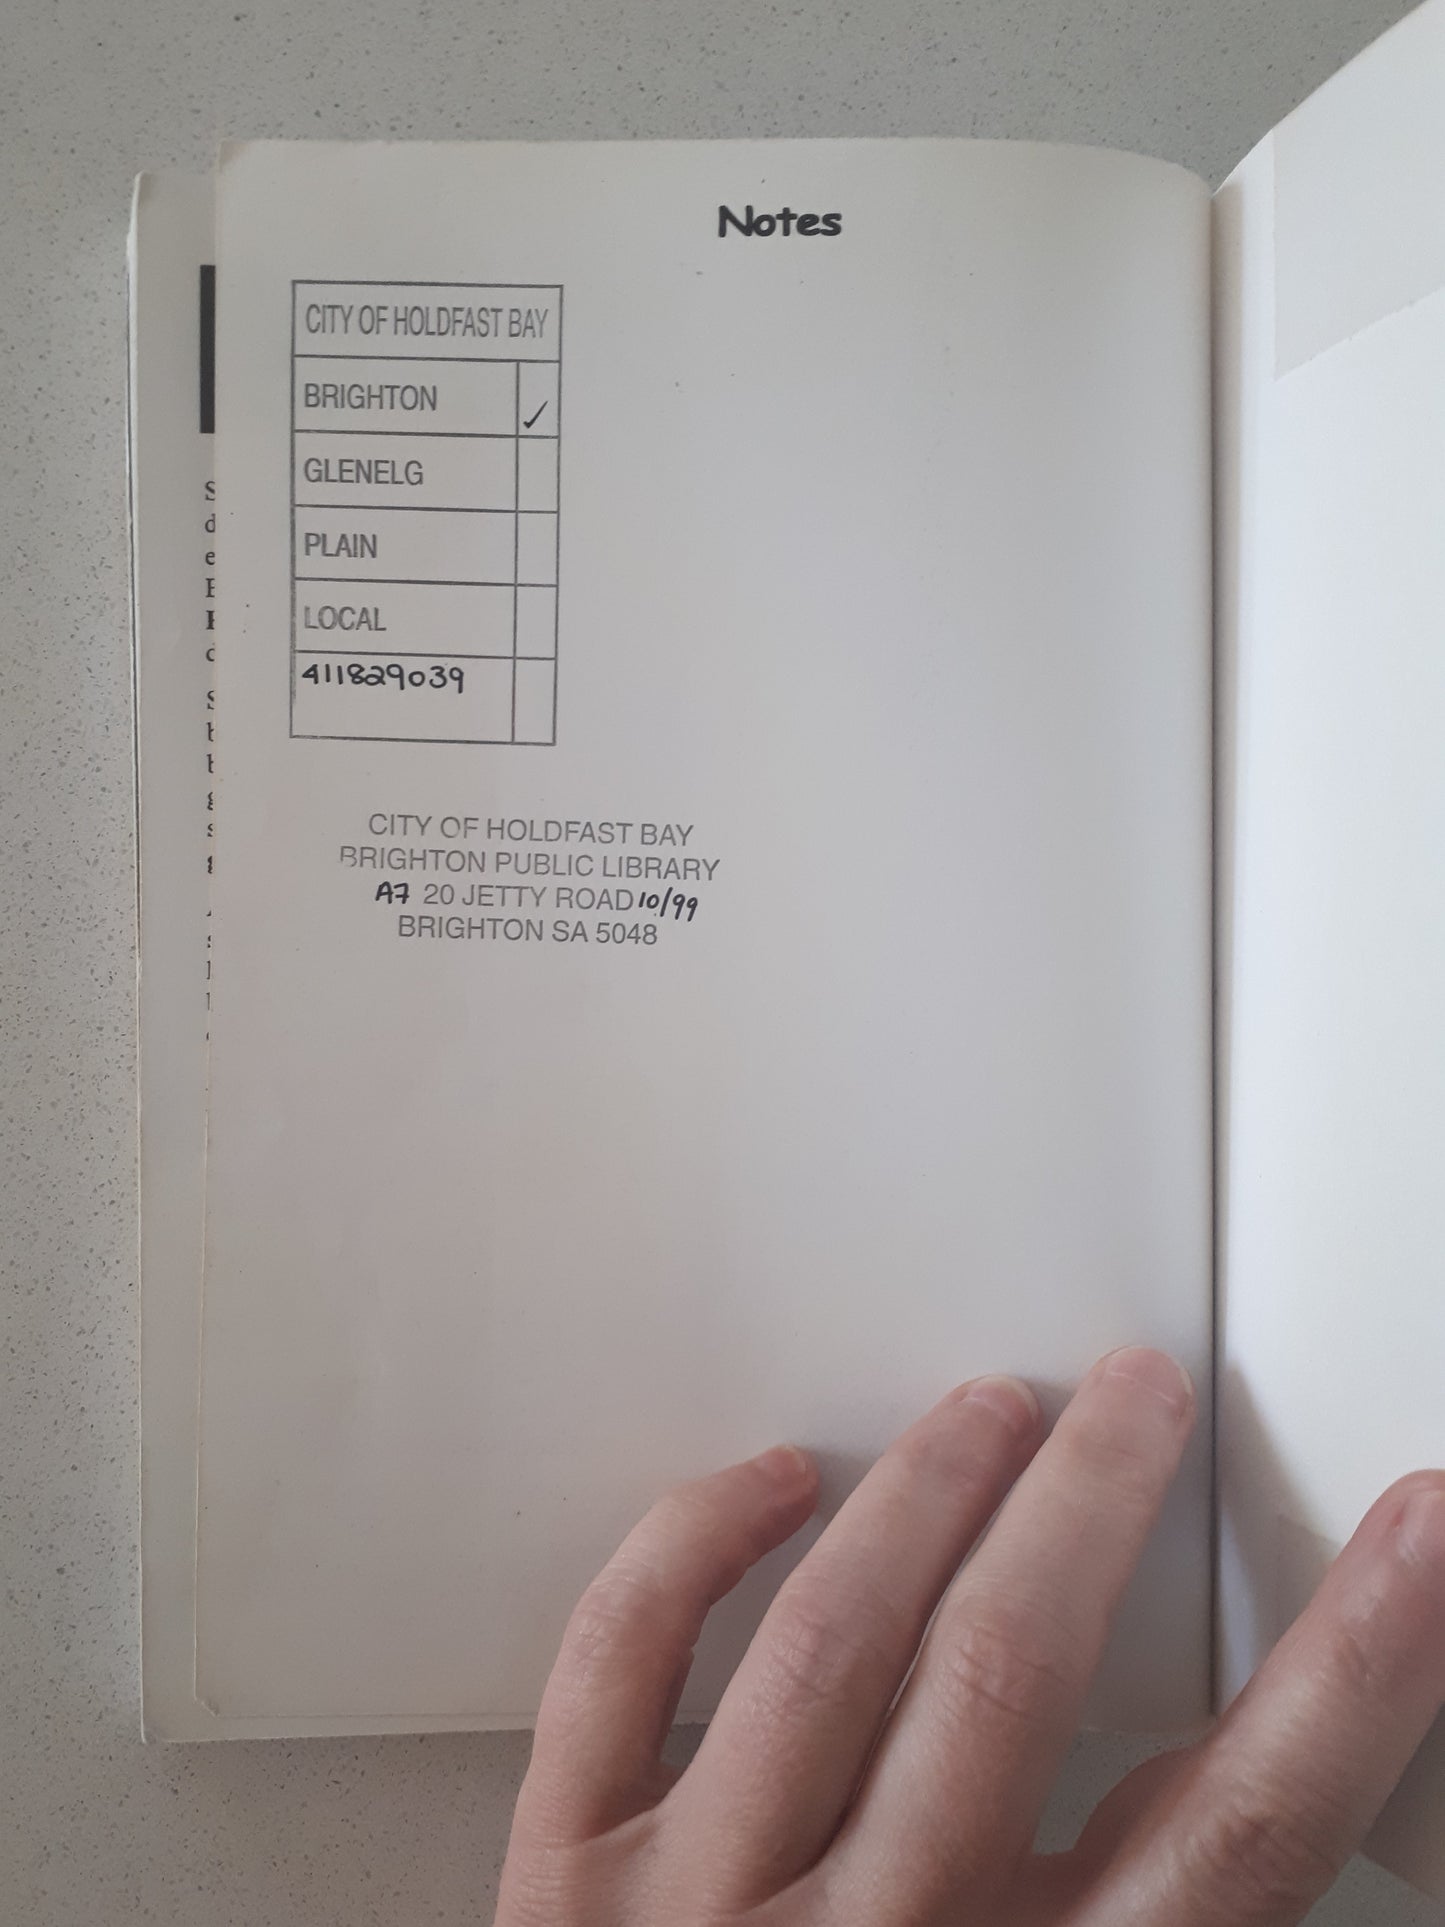 Notes
CITY OF HOLDFAST BAY
BRIGHTON ✓
GLENELG
PLAIN
LOCAL
411829039
CITY OF HOLDFAST BAY
BRIGHTON PUBLIC LIBRARY
A7 20 JETTY ROAD 10/99
BRIGHTON SA 5048